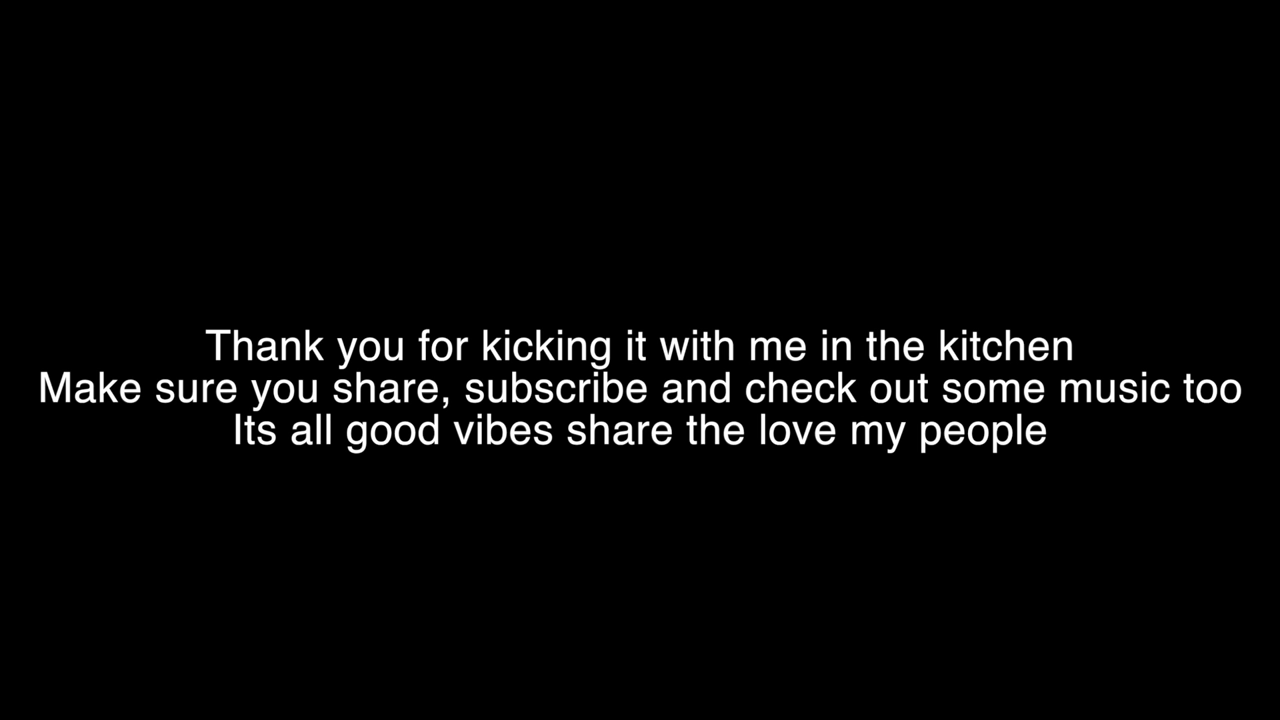 Thank you for kicking it with me in the kitchen
Make sure you share, subscribe and check out some music too
Its all good vibes share the love my people